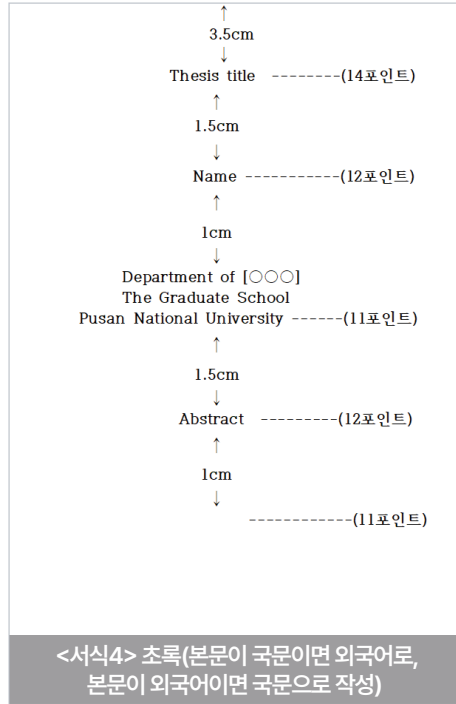 ↑
3.5cm
↓
Thesis title --------(14포인트)
↑
1.5cm
↓
Name -----------(12포인트)
↑
1cm
↓
Department of [○○○]
The Graduate School
Pusan National University ------(11포인트)
↑
1.5cm
↓
Abstract ---------(12포인트)
↑
1cm
↓
------------(11포인트)
<서식4> 초록(본문이 국문이면 외국어로,
본문이 외국어이면 국문으로 작성)